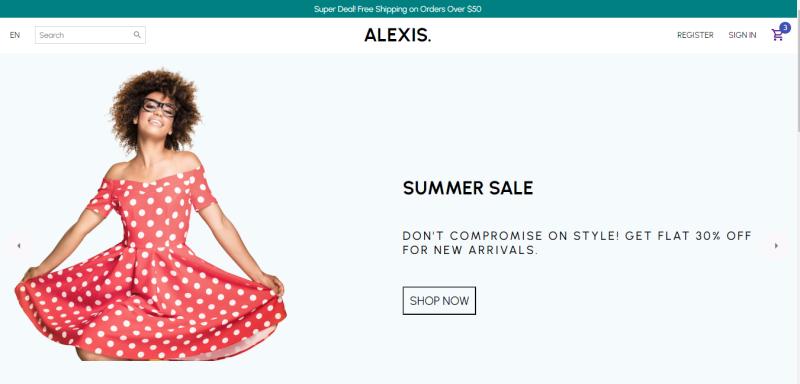 Super Deal! Free Shipping on Orders Over $50
EN
Search
ALEXIS.
REGISTER
SIGN IN
3
SUMMER SALE
DON'T COMPROMISE ON STYLE! GET FLAT 30% OFF
FOR NEW ARRIVALS.
SHOP NOW